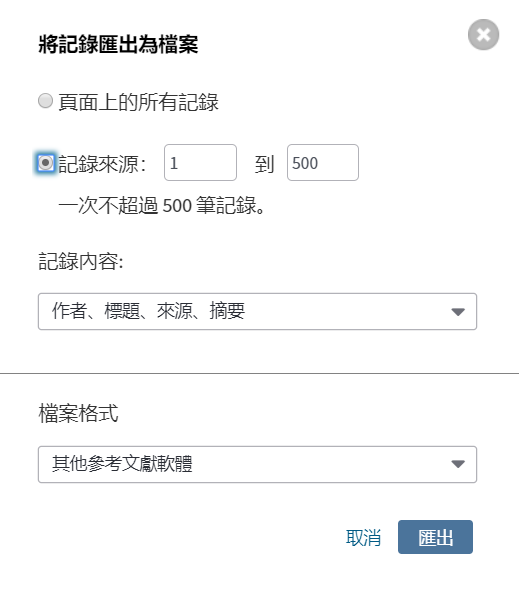 將記錄匯出為檔案
頁面上的所有記錄
記錄來源: 1 到 500
一次不超過 500 筆記錄。
記錄內容:
作者、標題、來源、摘要
檔案格式
其他參考文獻軟體
取消 匯出